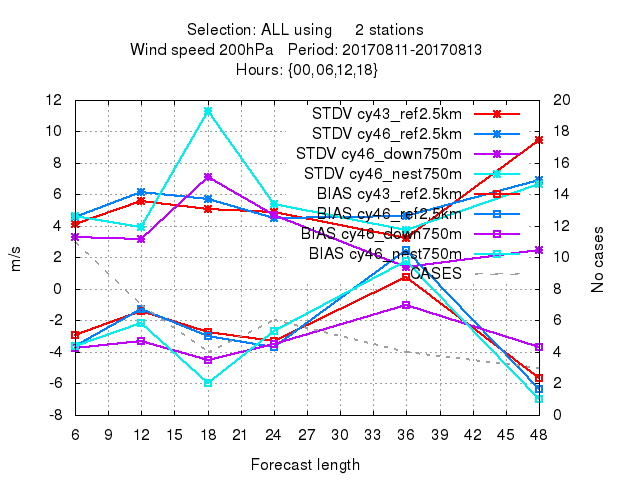 Selection: ALL using 2 stations
Wind speed 200hPa Period: 20170811-20170813
Hours: {00,06,12,18}
STDV cy43_ref2.5km
STDV cy46_ref2.5km
STDV cy46_down750m
STDV cy46_nest750m
BIAS cy43_ref2.5km
BIAS cy46_ref2.5km
BIAS cy46_down750m
BIAS cy46_nest750m
CASES
12
10
8
6
4
2
0
-2
-4
-6
-8
m/s
20
18
16
14
12
10
8
6
4
2
0
No cases
6 9 12 15 18 21 24 27 30 33 36 39 42 45 48
Forecast length